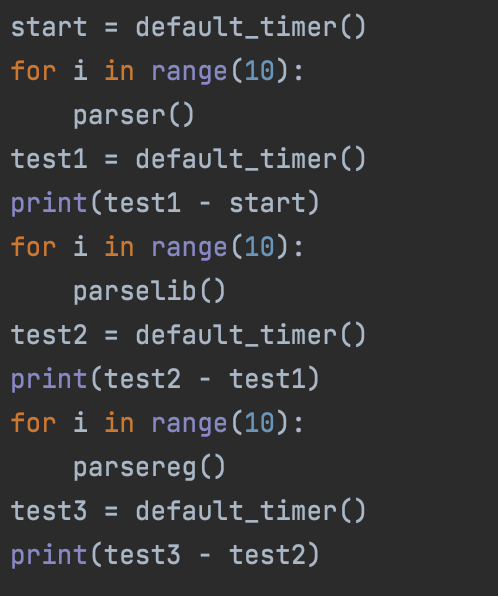 start = default_timer()
for i in range(10):
    parser()
test1 = default_timer()
print(test1 - start)
for i in range(10):
    parselib()
test2 = default_timer()
print(test2 - test1)
for i in range(10):
    parsereg()
test3 = default_timer()
print(test3 - test2)